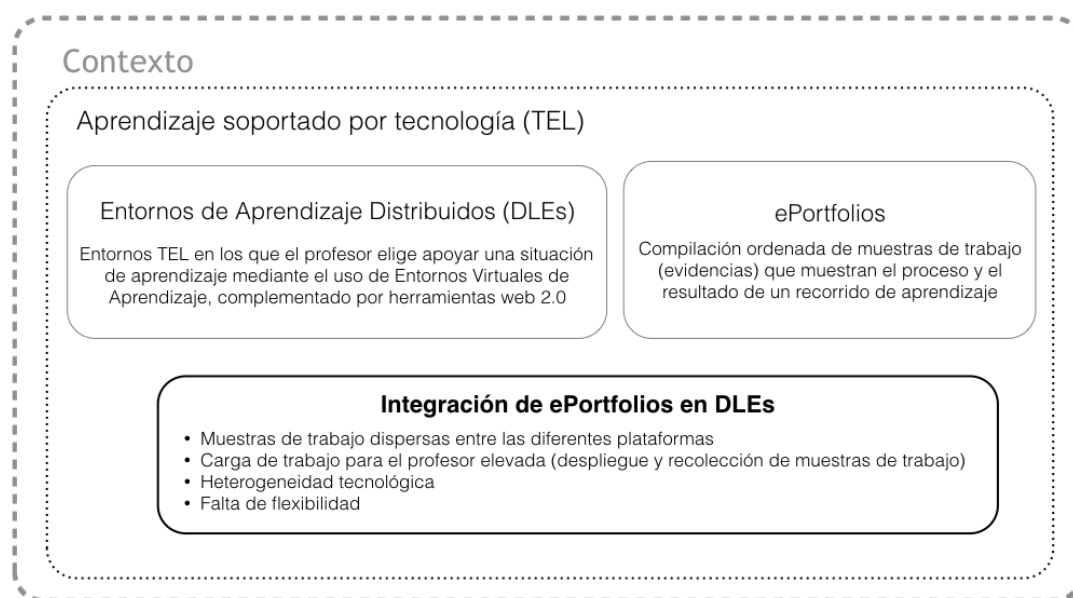 Contexto
Aprendizaje soportado por tecnología (TEL)
Entornos de Aprendizaje Distribuidos (DLEs)
Entornos TEL en los que el profesor elige apoyar una situación
de aprendizaje mediante el uso de Entornos Virtuales de
Aprendizaje, complementado por herramientas web 2.0
ePortfolios
Compilación ordenada de muestras de trabajo
(evidencias) que muestran el proceso y el
resultado de un recorrido de aprendizaje
Integración de ePortfolios en DLEs
• Muestras de trabajo dispersas entre las diferentes plataformas
• Carga de trabajo para el profesor elevada (despliegue y recolección de muestras de trabajo)
• Heterogeneidad tecnológica
• Falta de flexibilidad